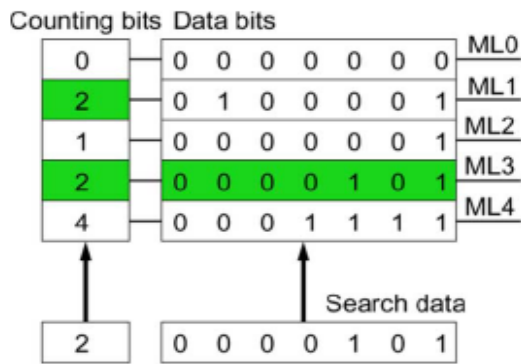 Counting bits Data bits
0 0 0 0 0 0 0 0 ML0
2 0 1 0 0 0 0 1 ML1
1 0 0 0 0 0 0 1 ML2
2 0 0 0 0 1 0 1 ML3
4 0 0 0 1 1 1 1 ML4
Search data
2 0 0 0 0 1 0 1